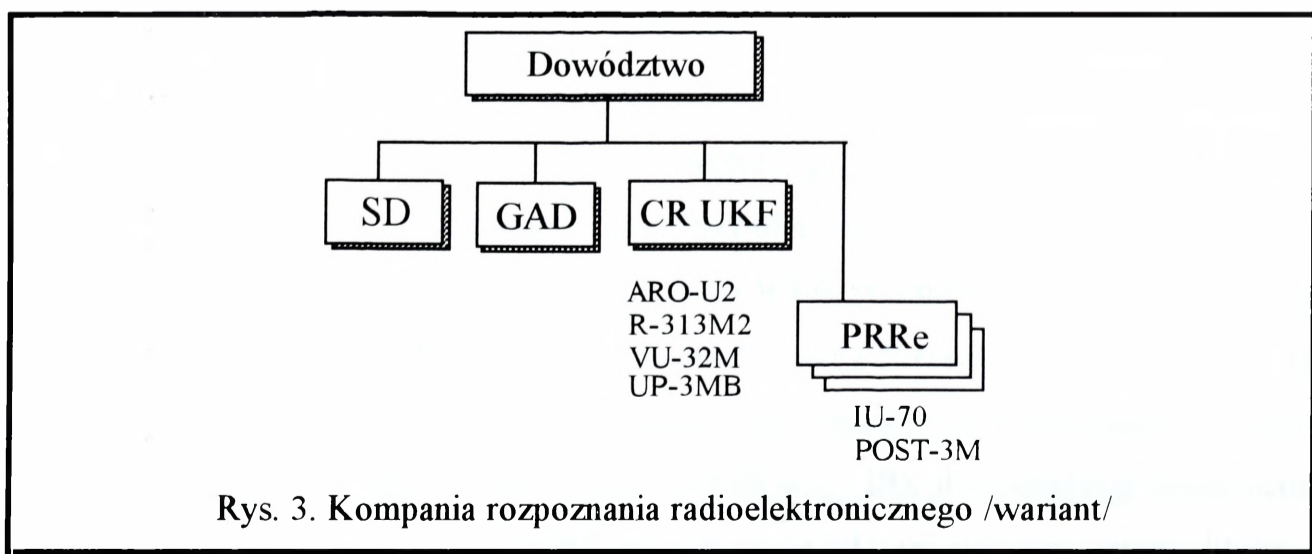 Dowództwo
SD
GAD
CR UKF
ARO-U2
R-313M2
VU-32M
UP-3MB
PRRe
IU-70
POST-3M
Rys. 3. Kompania rozpoznania radioelektronicznego /wariant/